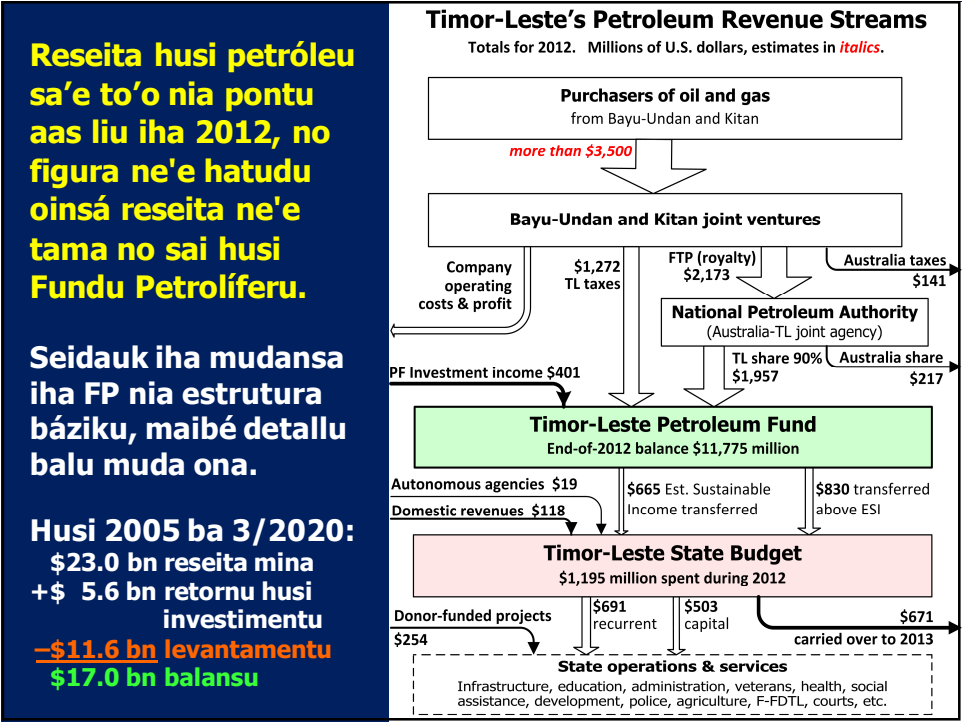 Reseita husi petróleu
sa’e to’o nia pontu
aas liu iha 2012, no
figura ne'e hatudu
oinsá reseita ne'e
tama no sai husi
Fundu Petrolíferu.
Seidauk iha mudansa
iha FP nia estrutura
báziku, maibé detallu
balu muda ona.
Husi 2005 ba 3/2020:
$23.0 bn reseita mina
+$ 5.6 bn retornu husi
investimentu
–$11.6 bn levantamentu
$17.0 bn balansu
Timor-Leste’s Petroleum Revenue Streams
Totals for 2012. Millions of U.S. dollars, estimates in italics.
Purchasers of oil and gas
from Bayu-Undan and Kitan
more than $3,500
Bayu-Undan and Kitan joint ventures
Company
operating
costs & profit
$1,272
TL taxes
FTP (royalty)
$2,173
Australia taxes
$141
National Petroleum Authority
(Australia-TL joint agency)
TL share 90%
$1,957
Australia share
$217
PF Investment income $401
Timor-Leste Petroleum Fund
End-of-2012 balance $11,775 million
Autonomous agencies $19
Domestic revenues $118
$665 Est. Sustainable
Income transferred
$830 transferred
above ESI
Timor-Leste State Budget
$1,195 million spent during 2012
Donor-funded projects
$254
$691
recurrent
$503
capital
$671
carried over to 2013
State operations & services
Infrastructure, education, administration, veterans, health, social
assistance, development, police, agriculture, F-FDTL, courts, etc.